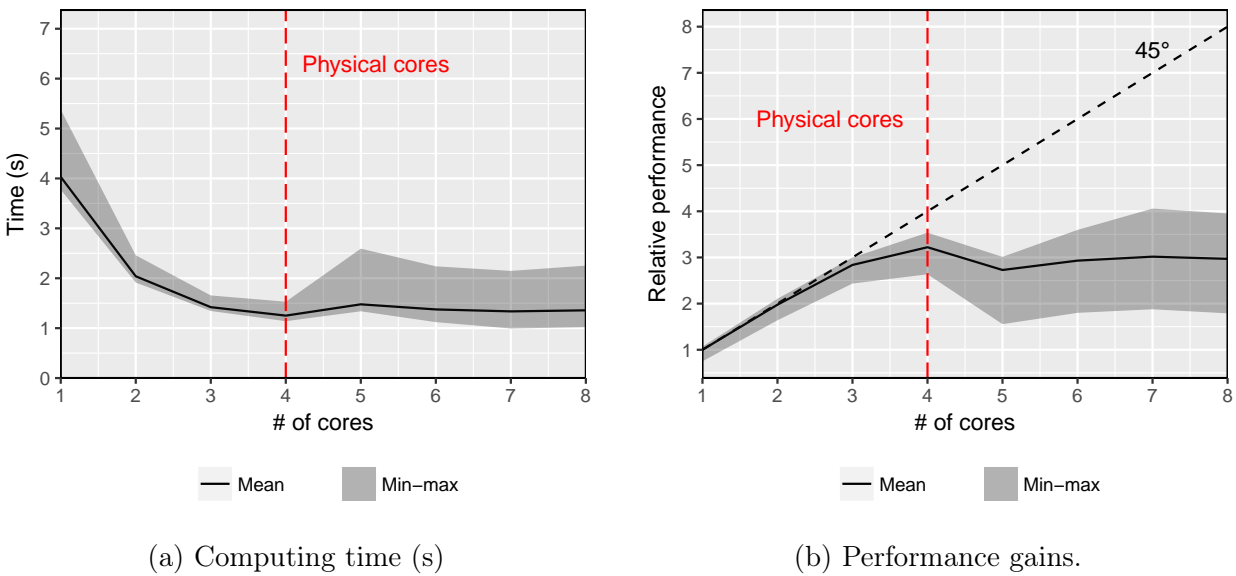 7
6
5
4
3
2
1
0
Time (s)
Physical cores
1 2 3 4 5 6 7 8
# of cores
Mean Min−max
(a) Computing time (s)
8
7
6
5
4
3
2
1
Relative performance
45°
Physical cores
1 2 3 4 5 6 7 8
# of cores
Mean Min−max
(b) Performance gains.